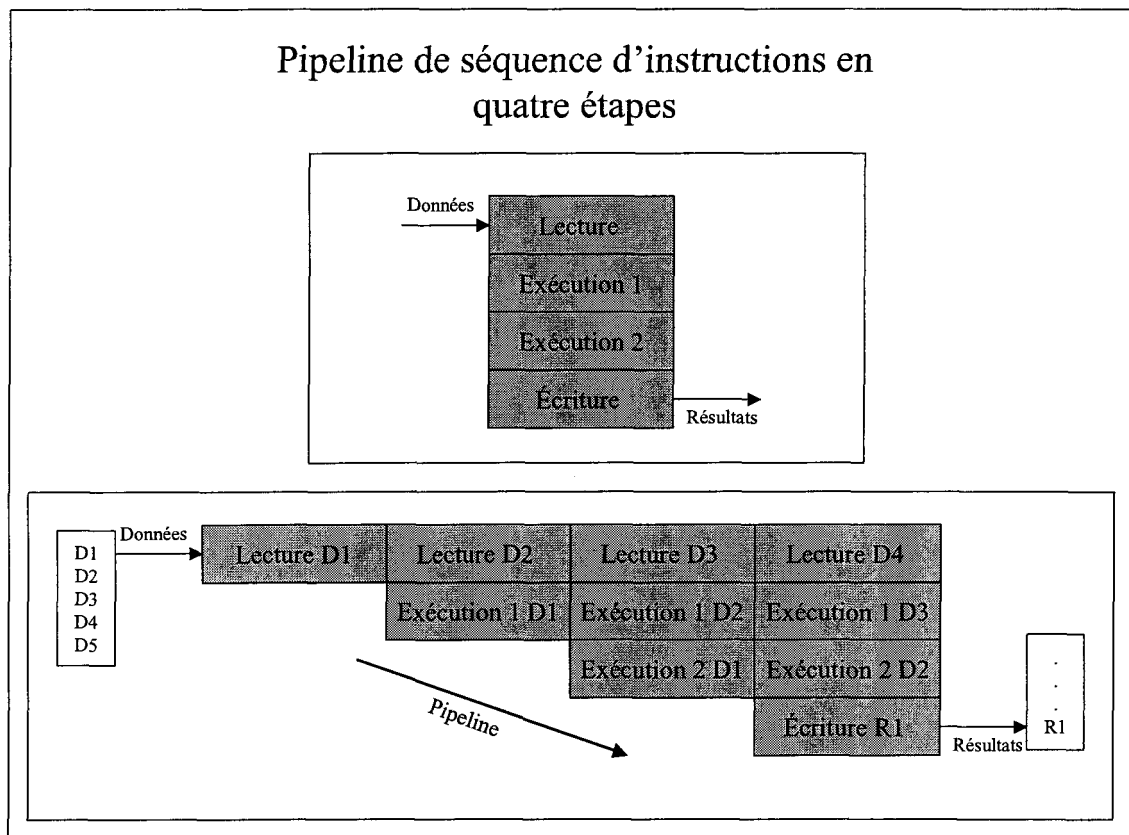 Pipeline de séquence d'instructions en
quatre étapes
Données
Lecture
Exécution 1
Exécution 2
Écriture
Résultats
Données
D1
D2
D3
D4
D5
Lecture D1
Lecture D2
Lecture D3
Lecture D4
Exécution 1 D1
Exécution 1 D2
Exécution 1 D3
Exécution 2 D1
Exécution 2 D2
Écriture R1
Pipeline
Résultats
.
.
.
R1